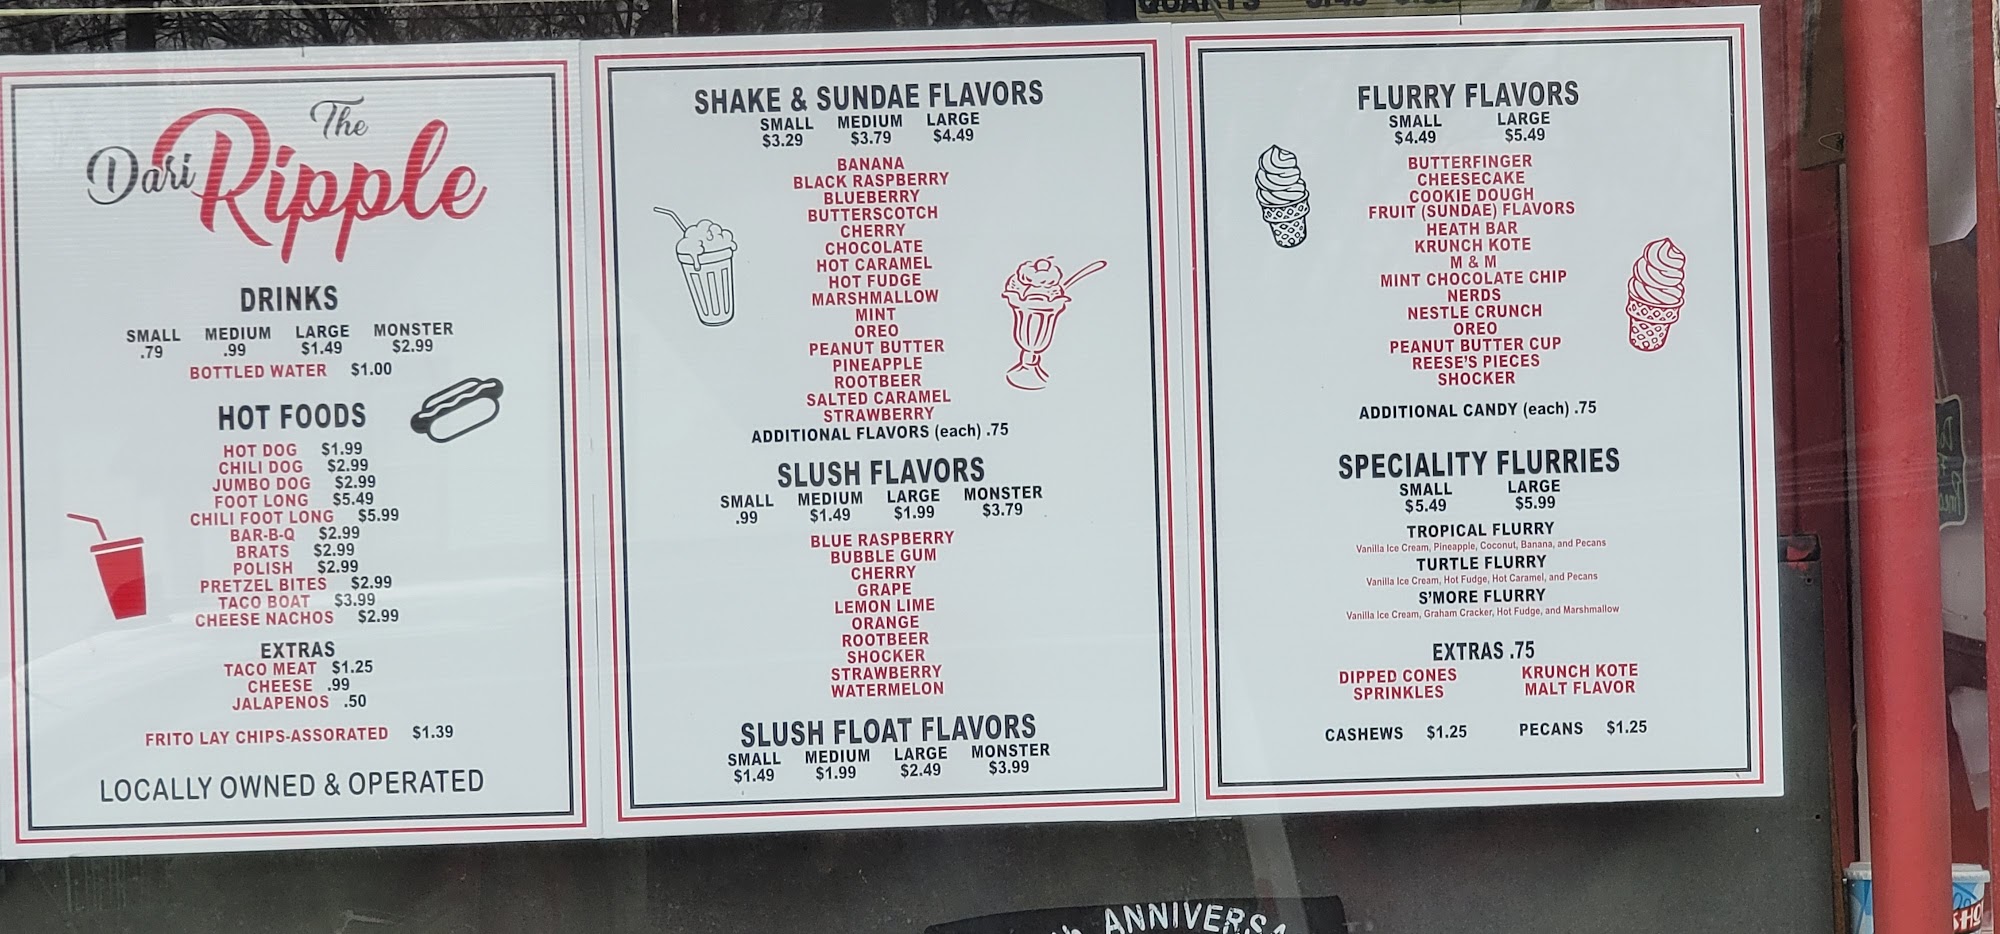 The
Dari Ripple
DRINKS
SMALL MEDIUM LARGE MONSTER
.79 .99 $1.49 $2.99
BOTTLED WATER $1.00
HOT FOODS
HOT DOG $1.99
CHILI DOG $2.99
JUMBO DOG $2.99
FOOT LONG $5.49
CHILI FOOT LONG $5.99
BAR-B-Q $2.99
BRATS $2.99
POLISH $2.99
PRETZEL BITES $2.99
TACO BOAT $3.99
CHEESE NACHOS $2.99
EXTRAS
TACO MEAT $1.25
CHEESE .99
JALAPENOS .50
FRITO LAY CHIPS-ASSORATED $1.39
LOCALLY OWNED & OPERATED
SHAKE & SUNDAE FLAVORS
SMALL MEDIUM LARGE
$3.29 $3.79 $4.49
BANANA
BLACK RASPBERRY
BLUEBERRY
BUTTERSCOTCH
CHERRY
CHOCOLATE
HOT CARAMEL
HOT FUDGE
MARSHMALLOW
MINT
OREO
PEANUT BUTTER
PINEAPPLE
ROOTBEER
SALTED CARAMEL
STRAWBERRY
ADDITIONAL FLAVORS (each) .75
SLUSH FLAVORS
SMALL MEDIUM LARGE MONSTER
.99 $1.49 $1.99 $3.79
BLUE RASPBERRY
BUBBLE GUM
CHERRY
GRAPE
LEMON LIME
ORANGE
ROOTBEER
SHOCKER
STRAWBERRY
WATERMELON
SLUSH FLOAT FLAVORS
SMALL MEDIUM LARGE MONSTER
$1.49 $1.99 $2.49 $3.99
FLURRY FLAVORS
SMALL LARGE
$4.49 $5.49
BUTTERFINGER
CHEESECAKE
COOKIE DOUGH
FRUIT (SUNDAE) FLAVORS
HEATH BAR
KRUNCH KOTE
M & M
MINT CHOCOLATE CHIP
NERDS
NESTLE CRUNCH
OREO
PEANUT BUTTER CUP
REESE'S PIECES
SHOCKER
ADDITIONAL CANDY (each) .75
SPECIALITY FLURRIES
SMALL LARGE
$5.49 $5.99
TROPICAL FLURRY
Vanilla Ice Cream, Pineapple, Coconut, Banana, and Pecans
TURTLE FLURRY
Vanilla Ice Cream, Hot Fudge, Hot Caramel, and Pecans
S'MORE FLURRY
Vanilla Ice Cream, Graham Cracker, Hot Fudge, and Marshmallow
EXTRAS .75
DIPPED CONES KRUNCH KOTE
SPRINKLES MALT FLAVOR
CASHEWS $1.25 PECANS $1.25